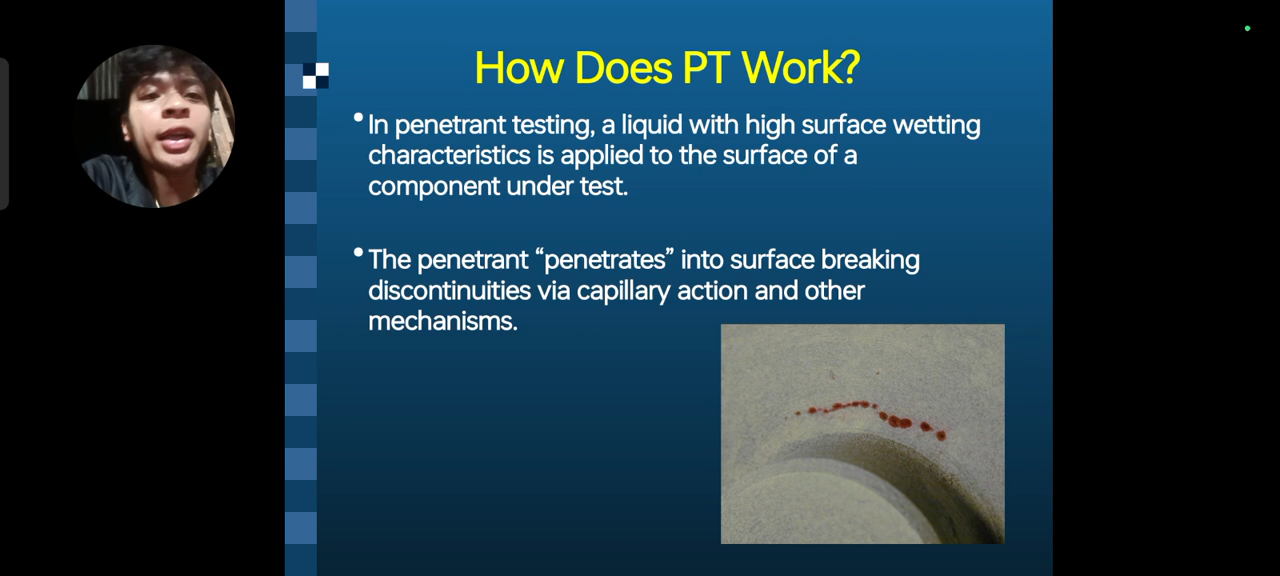 How Does PT Work?
• In penetrant testing, a liquid with high surface wetting
characteristics is applied to the surface of a
component under test.
• The penetrant “penetrates” into surface breaking
discontinuities via capillary action and other
mechanisms.